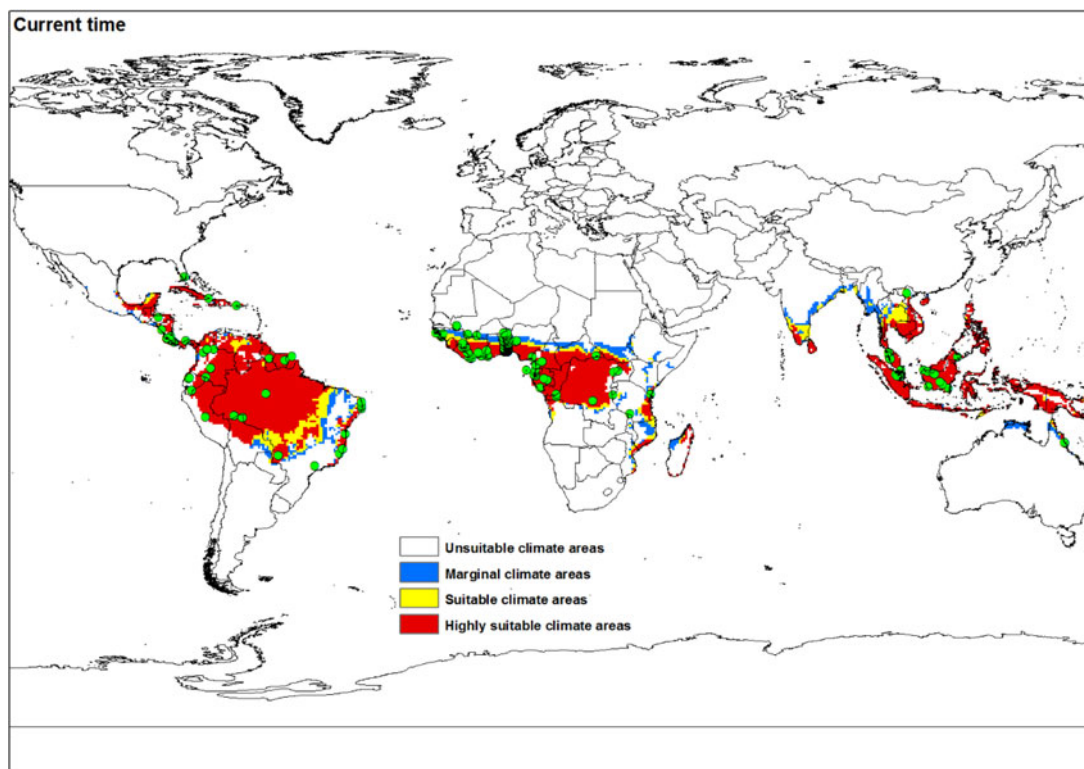 Current time
Unsuitable climate areas
Marginal climate areas
Suitable climate areas
Highly suitable climate areas